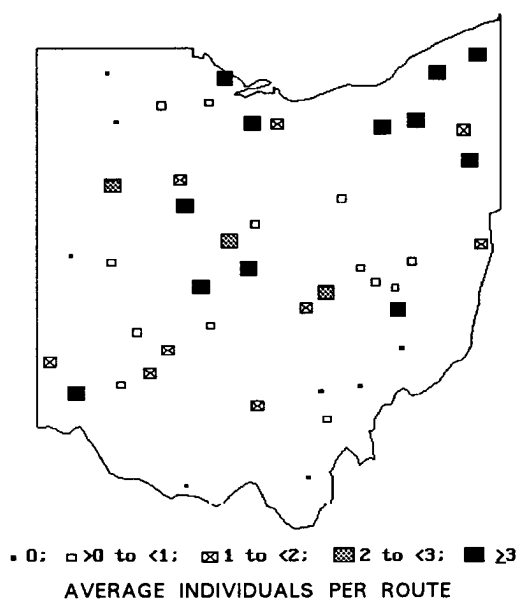 0; >0 to <1; 1 to <2; 2 to <3; ≥3
AVERAGE INDIVIDUALS PER ROUTE